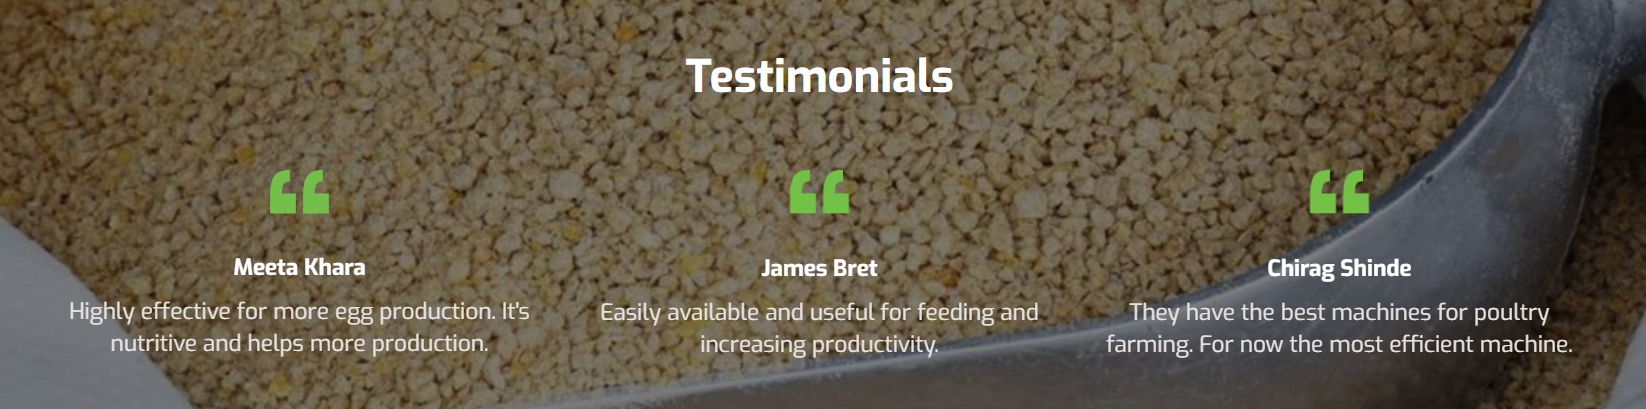 Testimonials
Meeta Khara
Highly effective for more egg production. It's
nutritive and helps more production.
James Bret
Easily available and useful for feeding and
increasing productivity.
Chirag Shinde
They have the best machines for poultry
farming. For now the most efficient machine.